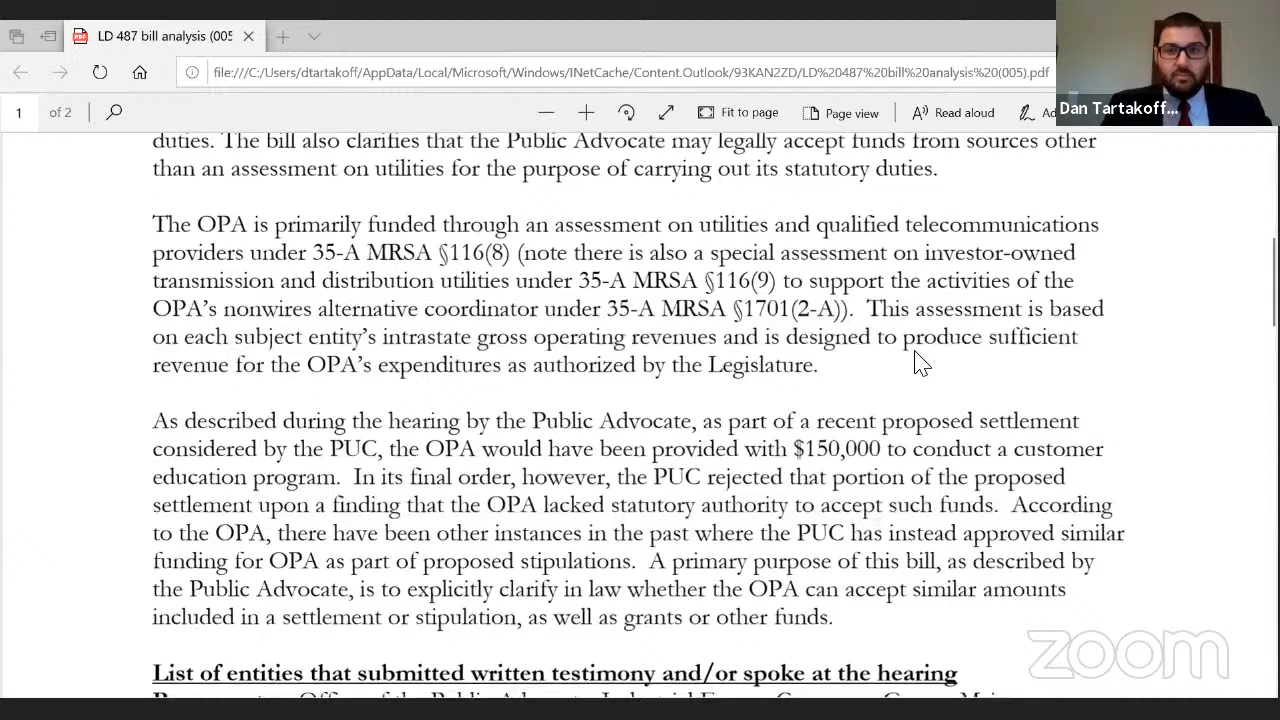 LD 487 bill analysis (005
file:///C:/Users/dtartakoff/AppData/Local/Microsoft/Windows/INetCache/Content.Outlook/93KAN2ZD/LD%20487%20bill%20analysis%20(005).pdf
Dan Tartakoff...
1 of 2
Fit to page
Page view
Read aloud
duties. The bill also clarifies that the Public Advocate may legally accept funds from sources other
than an assessment on utilities for the purpose of carrying out its statutory duties.
The OPA is primarily funded through an assessment on utilities and qualified telecommunications
providers under 35-A MRSA §116(8) (note there is also a special assessment on investor-owned
transmission and distribution utilities under 35-A MRSA §116(9) to support the activities of the
OPA's nonwires alternative coordinator under 35-A MRSA §1701(2-A)). This assessment is based
on each subject entity's intrastate gross operating revenues and is designed to produce sufficient
revenue for the OPA's expenditures as authorized by the Legislature.
As described during the hearing by the Public Advocate, as part of a recent proposed settlement
considered by the PUC, the OPA would have been provided with $150,000 to conduct a customer
education program. In its final order, however, the PUC rejected that portion of the proposed
settlement upon a finding that the OPA lacked statutory authority to accept such funds. According
to the OPA, there have been other instances in the past where the PUC has instead approved similar
funding for OPA as part of proposed stipulations. A primary purpose of this bill, as described by
the Public Advocate, is to explicitly clarify in law whether the OPA can accept similar amounts
included in a settlement or stipulation, as well as grants or other funds.
List of entities that submitted written testimony and/or spoke at the hearing
zoom